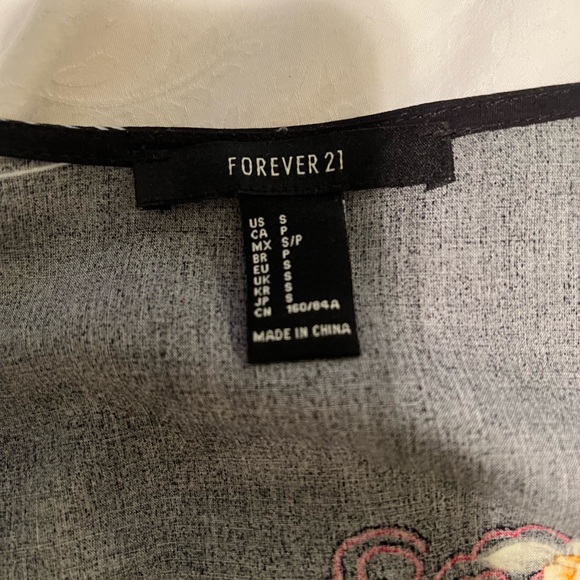 FOREVER 21
US S
CA P
MX S/P
BR P
EU S
UK S
KR S
JP S
CN 160/84A
MADE IN CHINA